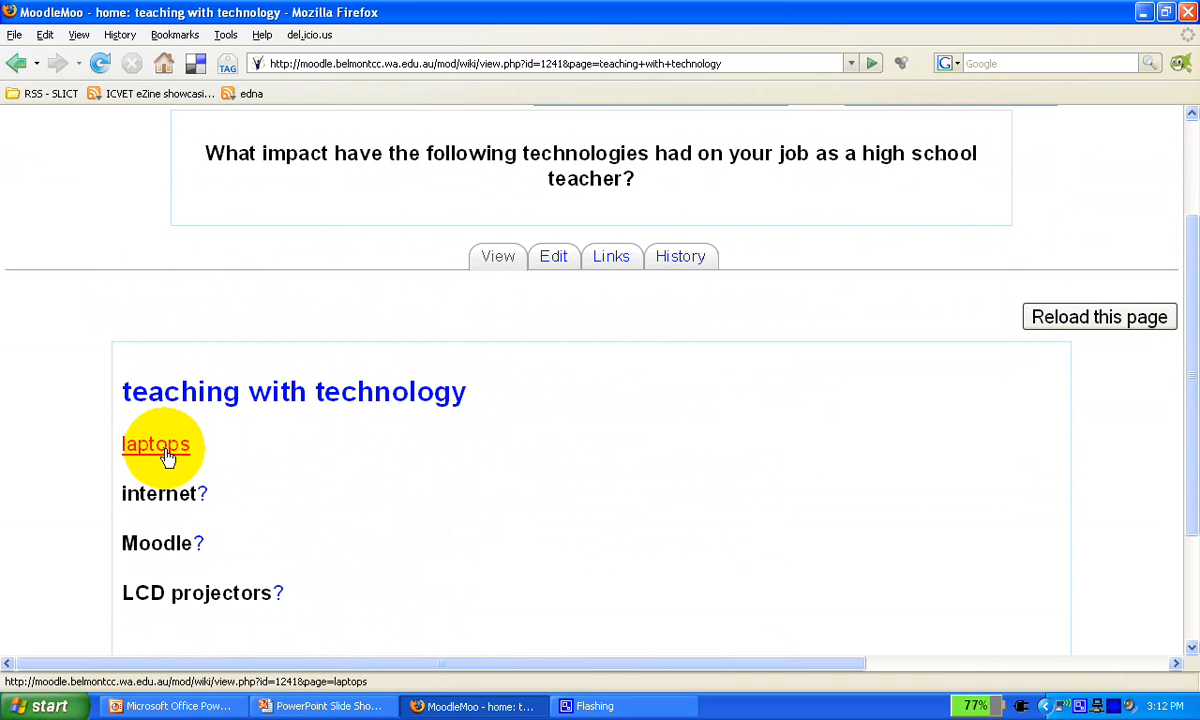 MoodleMoo - home: teaching with technology - Mozilla Firefox
File Edit View History Bookmarks Tools Help del.icio.us
TAG http://moodle.belmontcc.wa.edu.au/mod/wiki/view.php?id=1241&page=teaching+with+technology G Google
RSS - SLICT ICVET eZine showcasi... edna
What impact have the following technologies had on your job as a high school
teacher?
View Edit Links History
Reload this page
teaching with technology
laptops
internet?
Moodle?
LCD projectors?
http://moodle.belmontcc.wa.edu.au/mod/wiki/view.php?id=1241&page=laptops
start Microsoft Office Pow... PowerPoint Slide Sho... MoodleMoo - home: t... Flashing 77% 3:12 PM